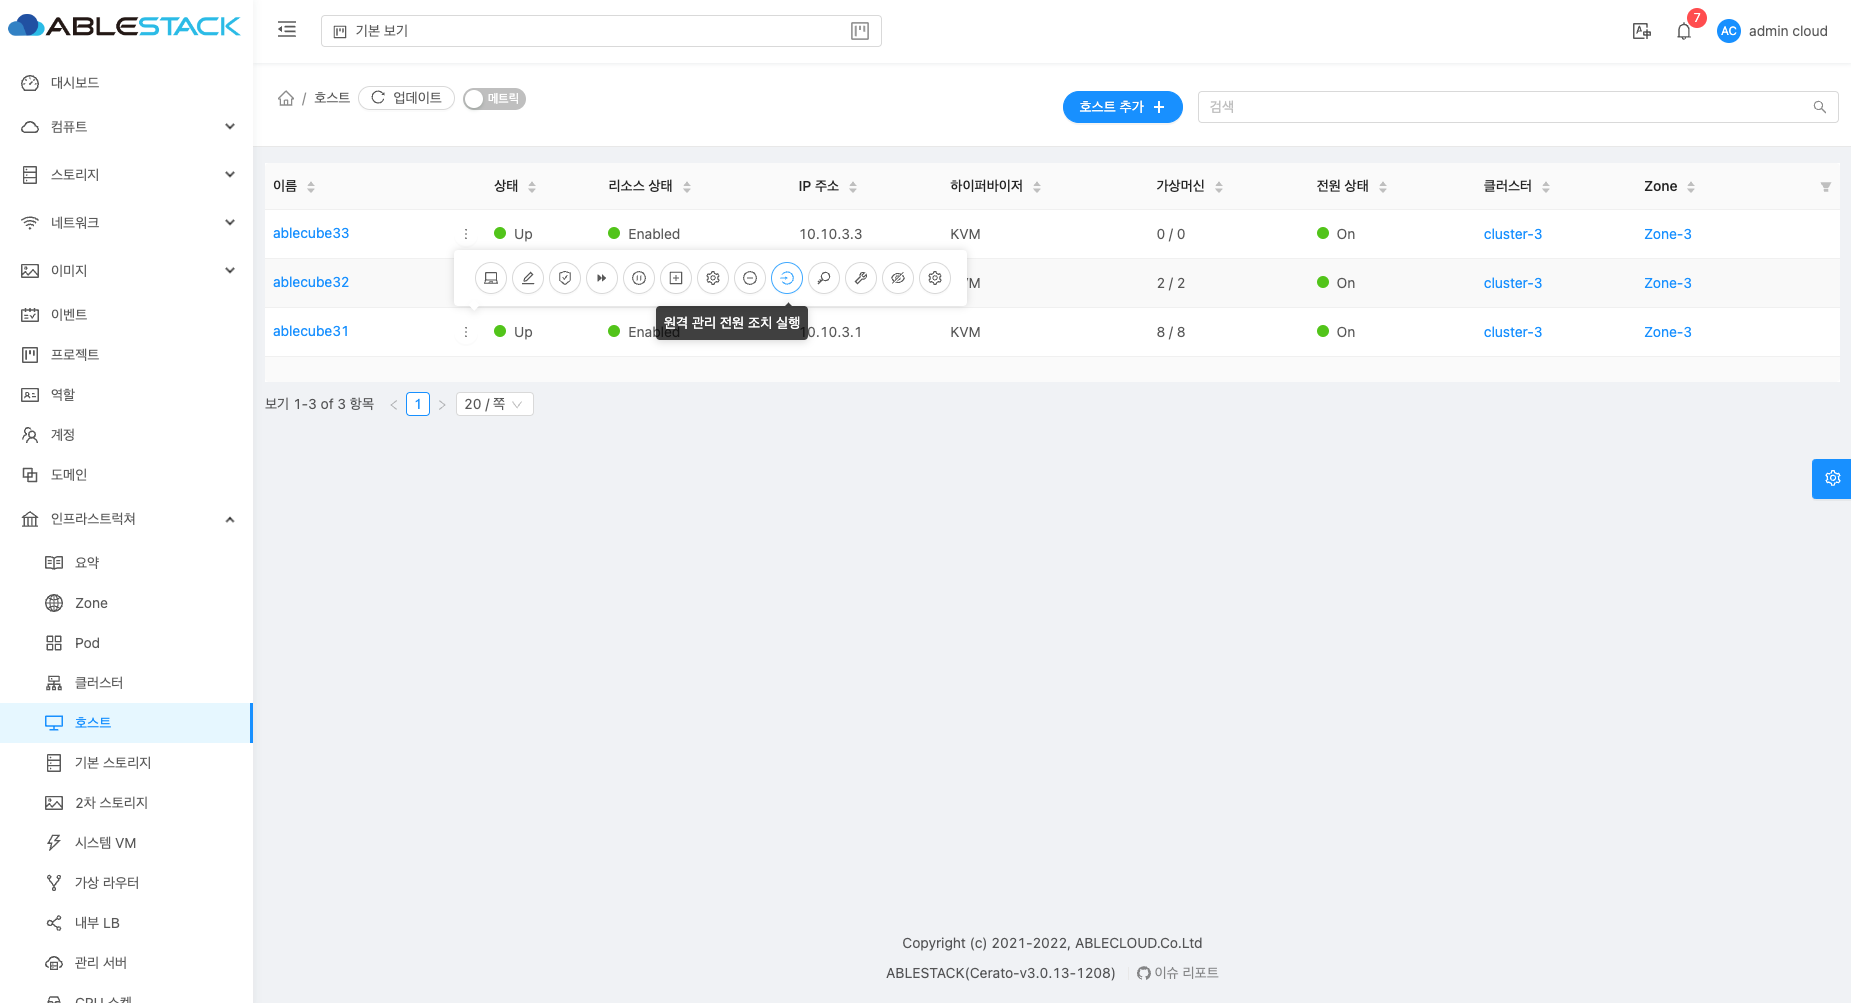 ABLESTACK
기본 보기
7
AC
admin cloud
대시보드
컴퓨트
스토리지
네트워크
이미지
이벤트
프로젝트
역할
계정
도메인
인프라스트럭쳐
요약
Zone
Pod
클러스터
호스트
기본 스토리지
2차 스토리지
시스템 VM
가상 라우터
내부 LB
관리 서버
/ 호스트
업데이트
메트릭
호스트 추가
검색
이름 상태 리소스 상태 IP 주소 하이퍼바이저 가상머신 전원 상태 클러스터 Zone
ablecube33 Up Enabled 10.10.3.3 KVM 0 / 0 On cluster-3 Zone-3
ablecube32 2 / 2 On cluster-3 Zone-3
원격 관리 전원 조치 실행
ablecube31 Up Enabled 10.10.3.1 KVM 8 / 8 On cluster-3 Zone-3
보기 1-3 of 3 항목 < 1 > 20 / 쪽
Copyright (c) 2021-2022, ABLECLOUD.Co.Ltd
ABLESTACK(Cerato-v3.0.13-1208) 이슈 리포트